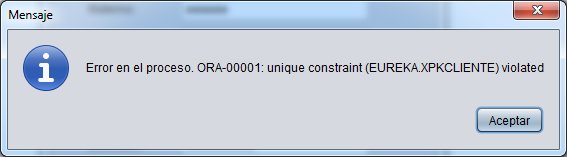 Mensaje
Error en el proceso. ORA-00001: unique constraint (EUREKA.XPKCLIENTE) violated
Aceptar